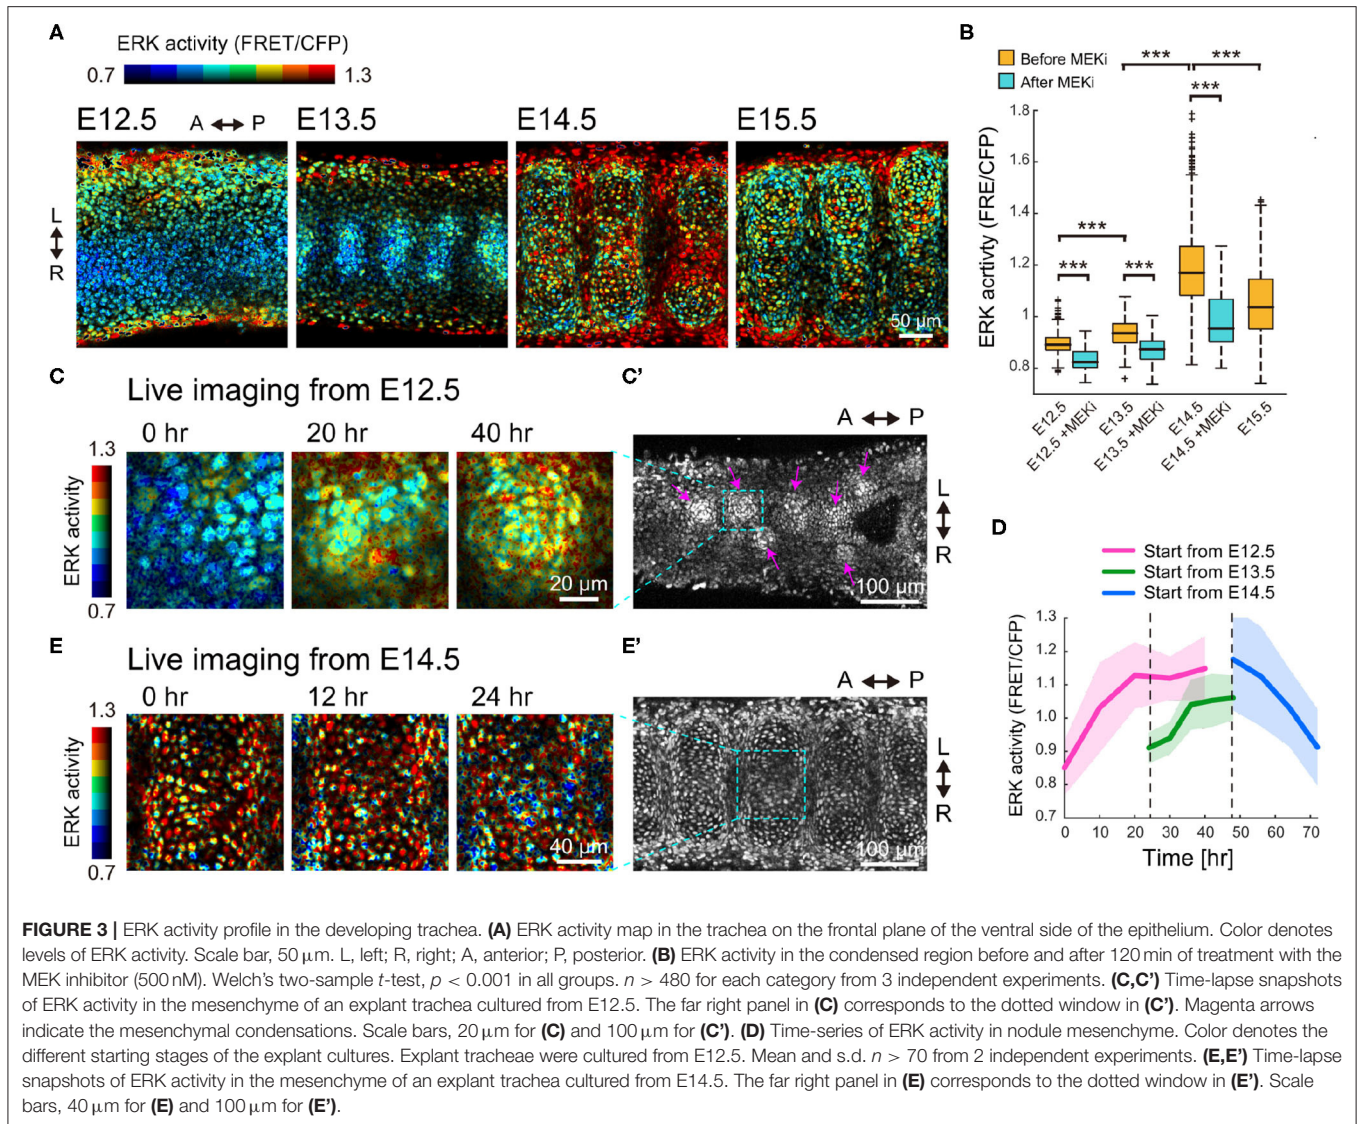 A
ERK activity (FRET/CFP)
0.7 1.3
E12.5 A P E13.5 E14.5 E15.5
L
R
50 µm
B
Before MEKi
After MEKi
*** ***
***
***
*** ***
ERK acrtivity (FRE/CFP)
1.8
1.6
1.4
1.2
1
0.8
E12.5
E12.5 +MEKi
E13.5
E13.5 +MEKi
E14.5
E14.5 +MEKi
E15.5
C
Live imaging from E12.5
0 hr 20 hr 40 hr
1.3
ERK activity
0.7
20 µm
C’
A P
L
R
100 µm
D
Start from E12.5
Start from E13.5
Start from E14.5
ERK activity (FRET/CFP)
1.3
1.2
1.1
1.0
0.9
0.8
0.7
0 10 20 30 40 50 60 70
Time [hr]
E
Live imaging from E14.5
0 hr 12 hr 24 hr
1.3
ERK activity
0.7
40 µm
E’
A P
L
R
100 µm
FIGURE 3 | ERK activity profile in the developing trachea. (A) ERK activity map in the trachea on the frontal plane of the ventral side of the epithelium. Color denotes
levels of ERK activity. Scale bar, 50 µm. L, left; R, right; A, anterior; P, posterior. (B) ERK activity in the condensed region before and after 120 min of treatment with the
MEK inhibitor (500 nM). Welch’s two-sample t-test, p < 0.001 in all groups. n > 480 for each category from 3 independent experiments. (C,C’) Time-lapse snapshots
of ERK activity in the mesenchyme of an explant trachea cultured from E12.5. The far right panel in (C) corresponds to the dotted window in (C’). Magenta arrows
indicate the mesenchymal condensations. Scale bars, 20 µm for (C) and 100 µm for (C’). (D) Time-series of ERK activity in nodule mesenchyme. Color denotes the
different starting stages of the explant cultures. Explant tracheae were cultured from E12.5. Mean and s.d. n > 70 from 2 independent experiments. (E,E’) Time-lapse
snapshots of ERK activity in the mesenchyme of an explant trachea cultured from E14.5. The far right panel in (E) corresponds to the dotted window in (E’). Scale
bars, 40 µm for (E) and 100 µm for (E’).